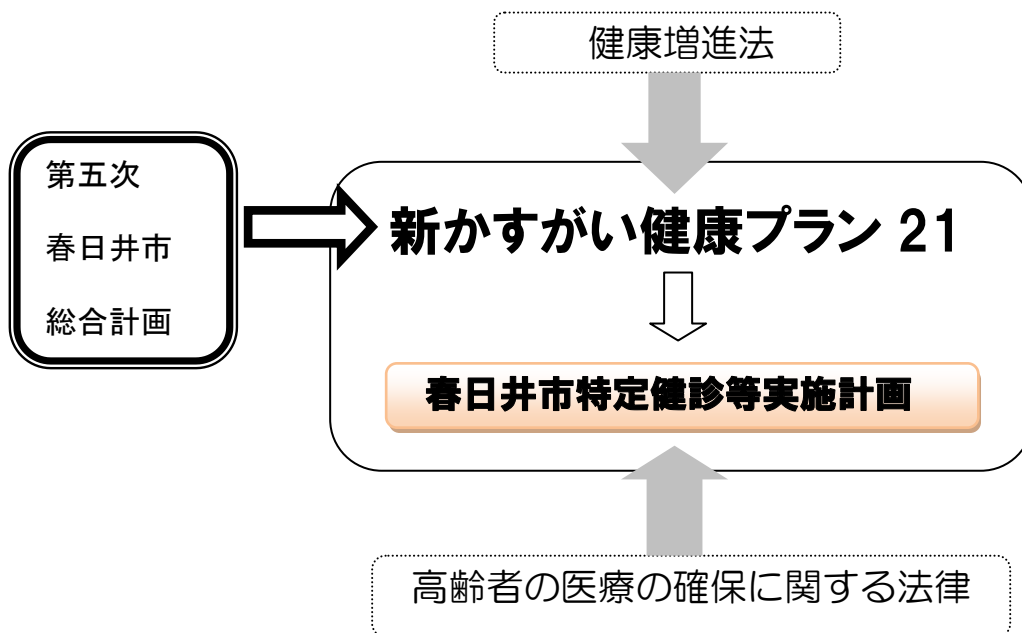 健康増進法
第五次
春日井市
総合計画
新かすがい健康プラン 21
春日井市特定健診等実施計画
高齢者の医療の確保に関する法律